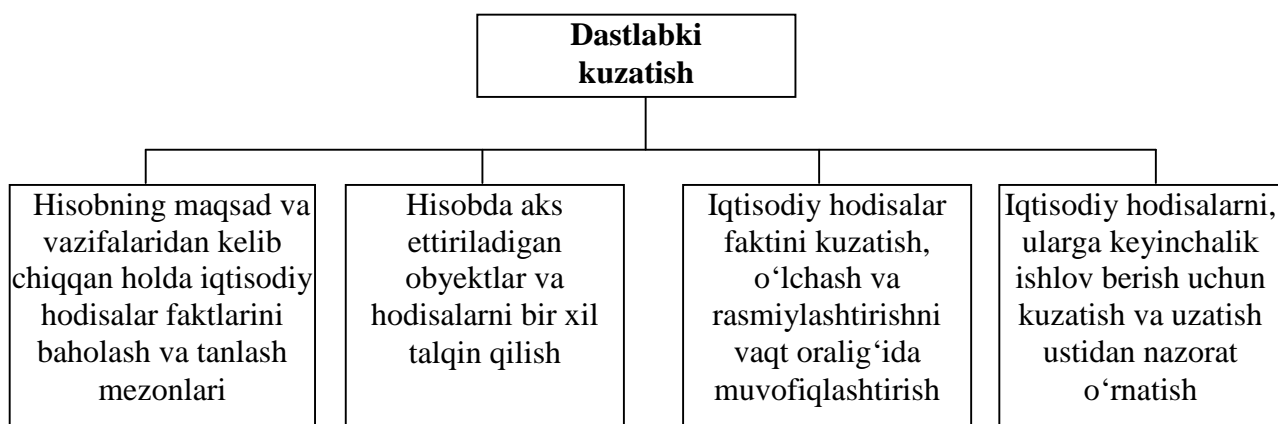 Dastlabki
kuzatish
Hisobning maqsad va
vazifalaridan kelib
chiqqan holda iqtisodiy
hodisalar faktlarini
baholash va tanlash
mezonlari
Hisobda aks
ettiriladigan
obyektlar va
hodisalarni bir xil
talqin qilish
Iqtisodiy hodisalar
faktini kuzatish,
o‘lchash va
rasmiylashtirishni
vaqt oralig‘ida
muvofiqlashtirish
Iqtisodiy hodisalarni,
ularga keyinchalik
ishlov berish uchun
kuzatish va uzatish
ustidan nazorat
o‘rnatish